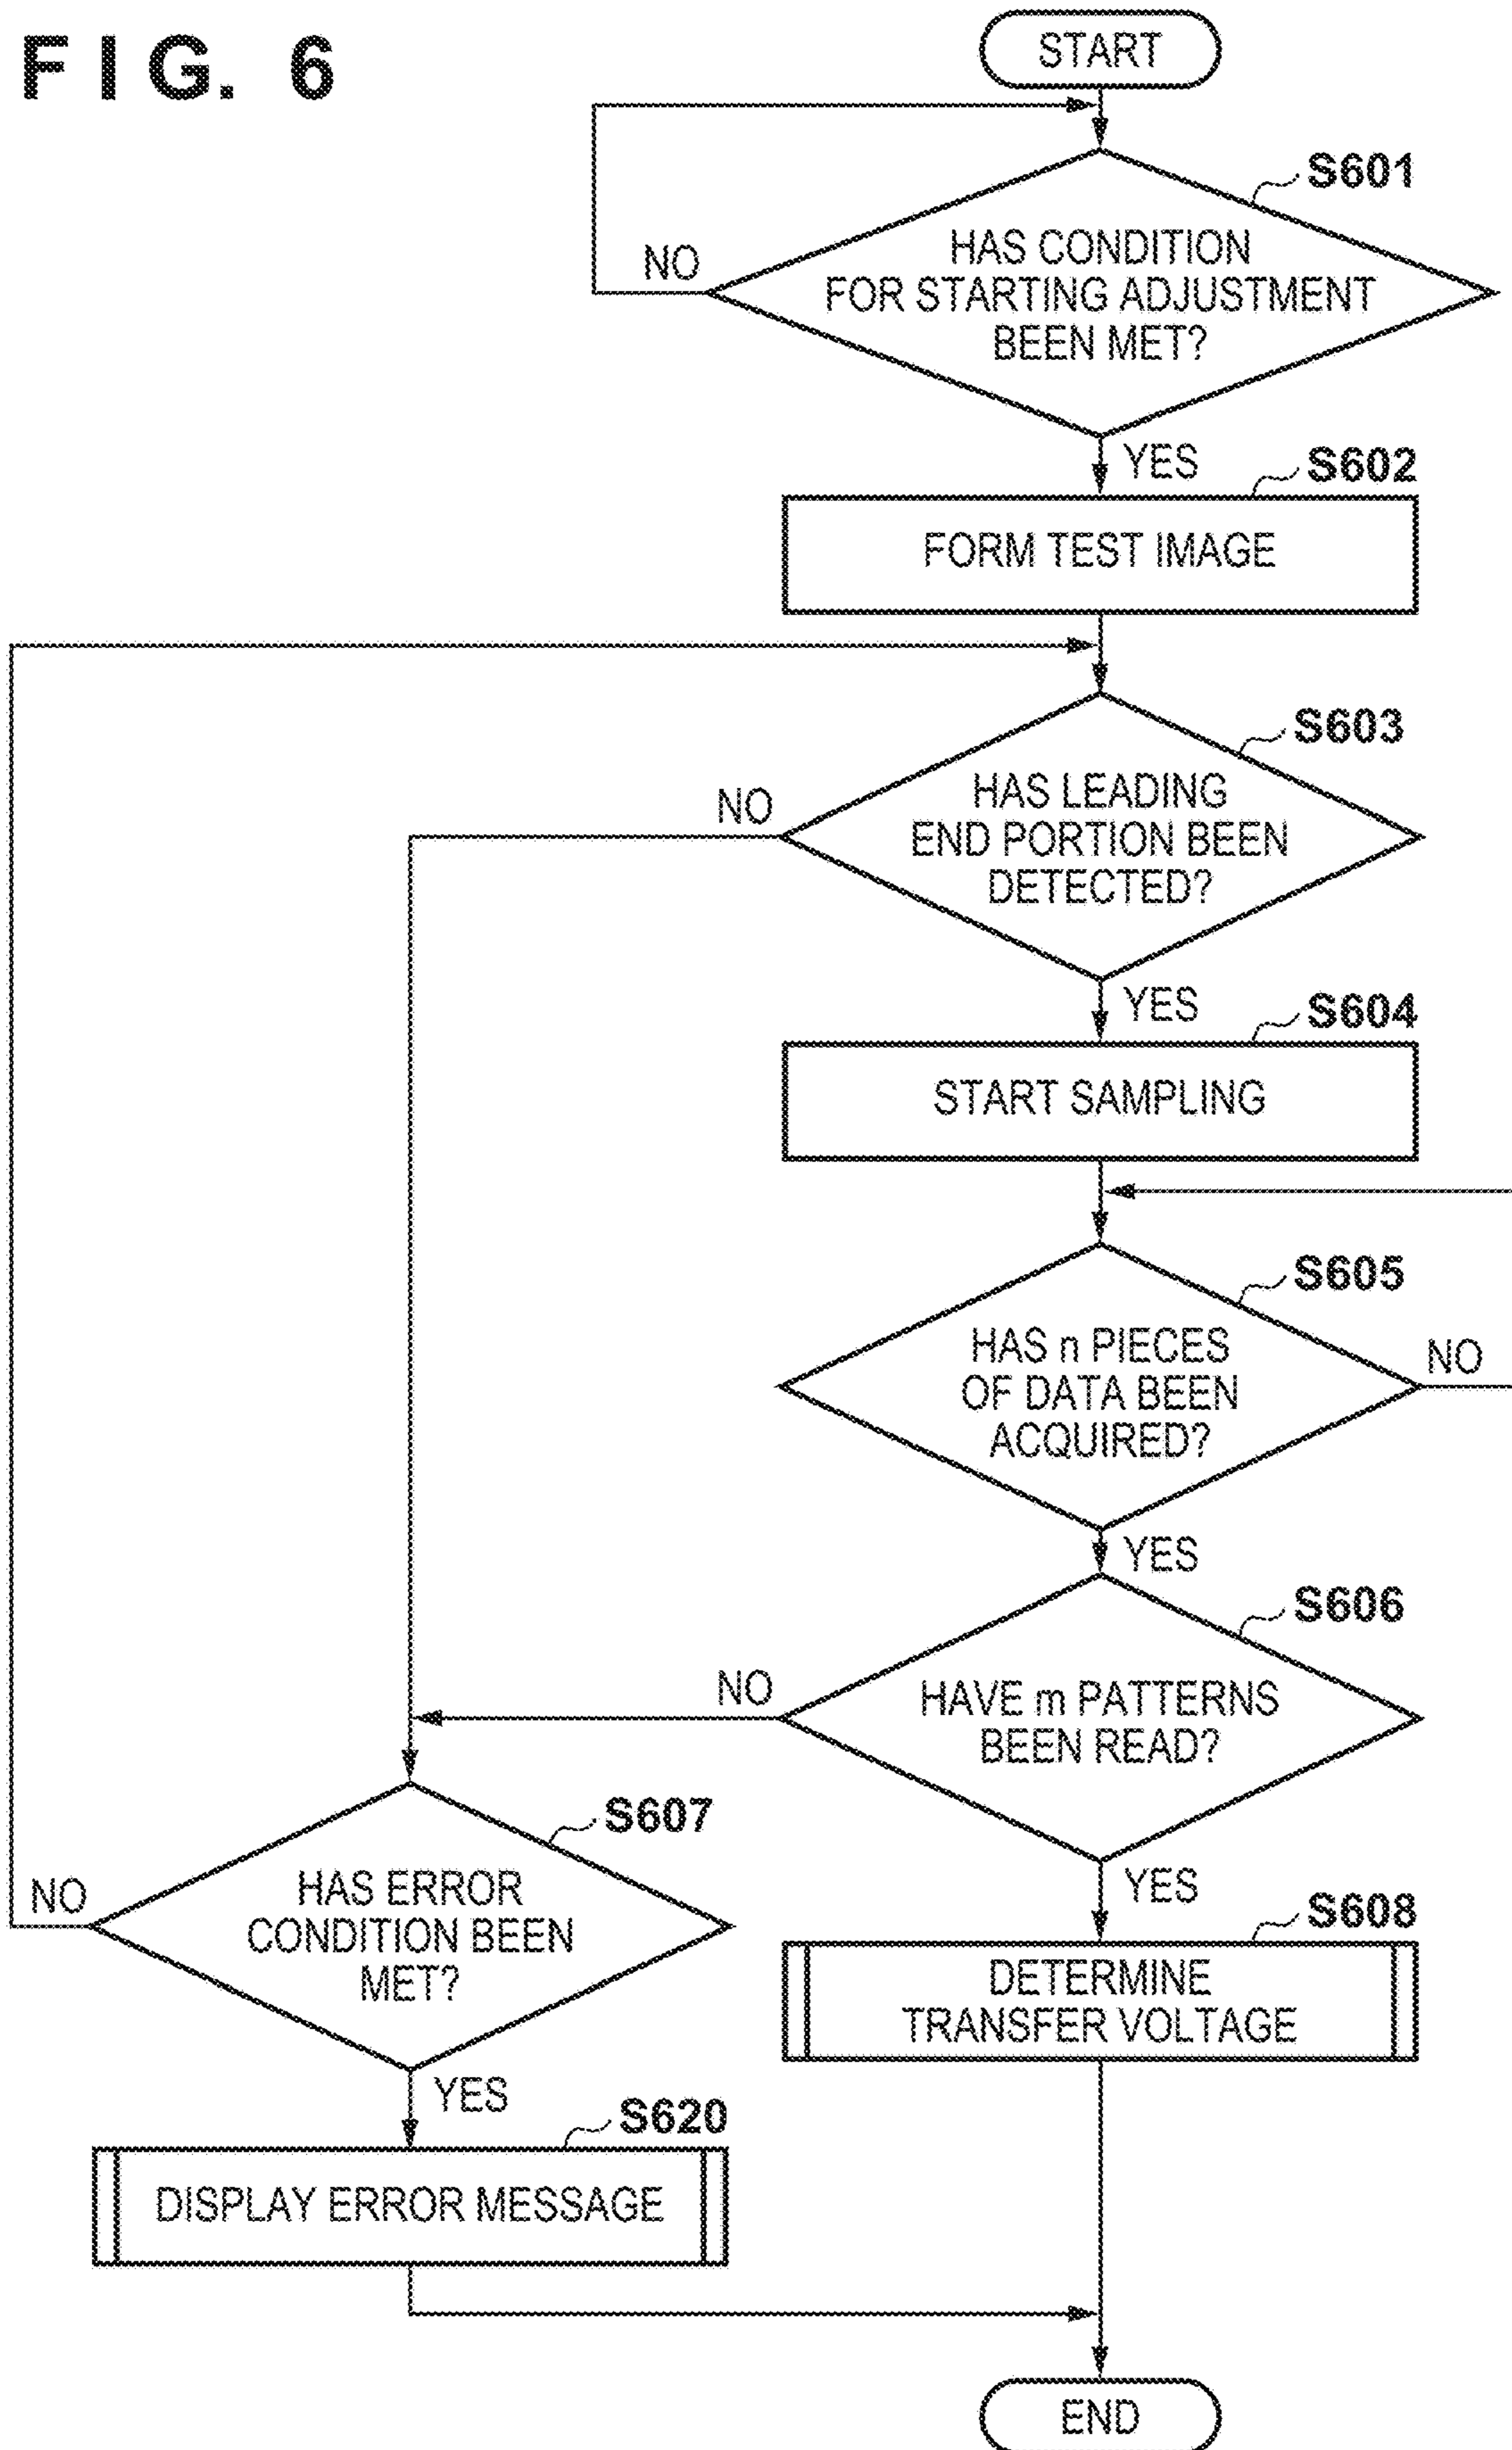 FIG. 6
START
S601
HAS CONDITION
FOR STARTING ADJUSTMENT
BEEN MET?
NO
YES
S602
FORM TEST IMAGE
S603
HAS LEADING
END PORTION BEEN
DETECTED?
NO
YES
S604
START SAMPLING
S605
HAS n PIECES
OF DATA BEEN
ACQUIRED?
NO
YES
S606
HAVE m PATTERNS
BEEN READ?
NO
YES
S607
HAS ERROR
CONDITION BEEN
MET?
NO
YES
S608
DETERMINE
TRANSFER VOLTAGE
S620
DISPLAY ERROR MESSAGE
END